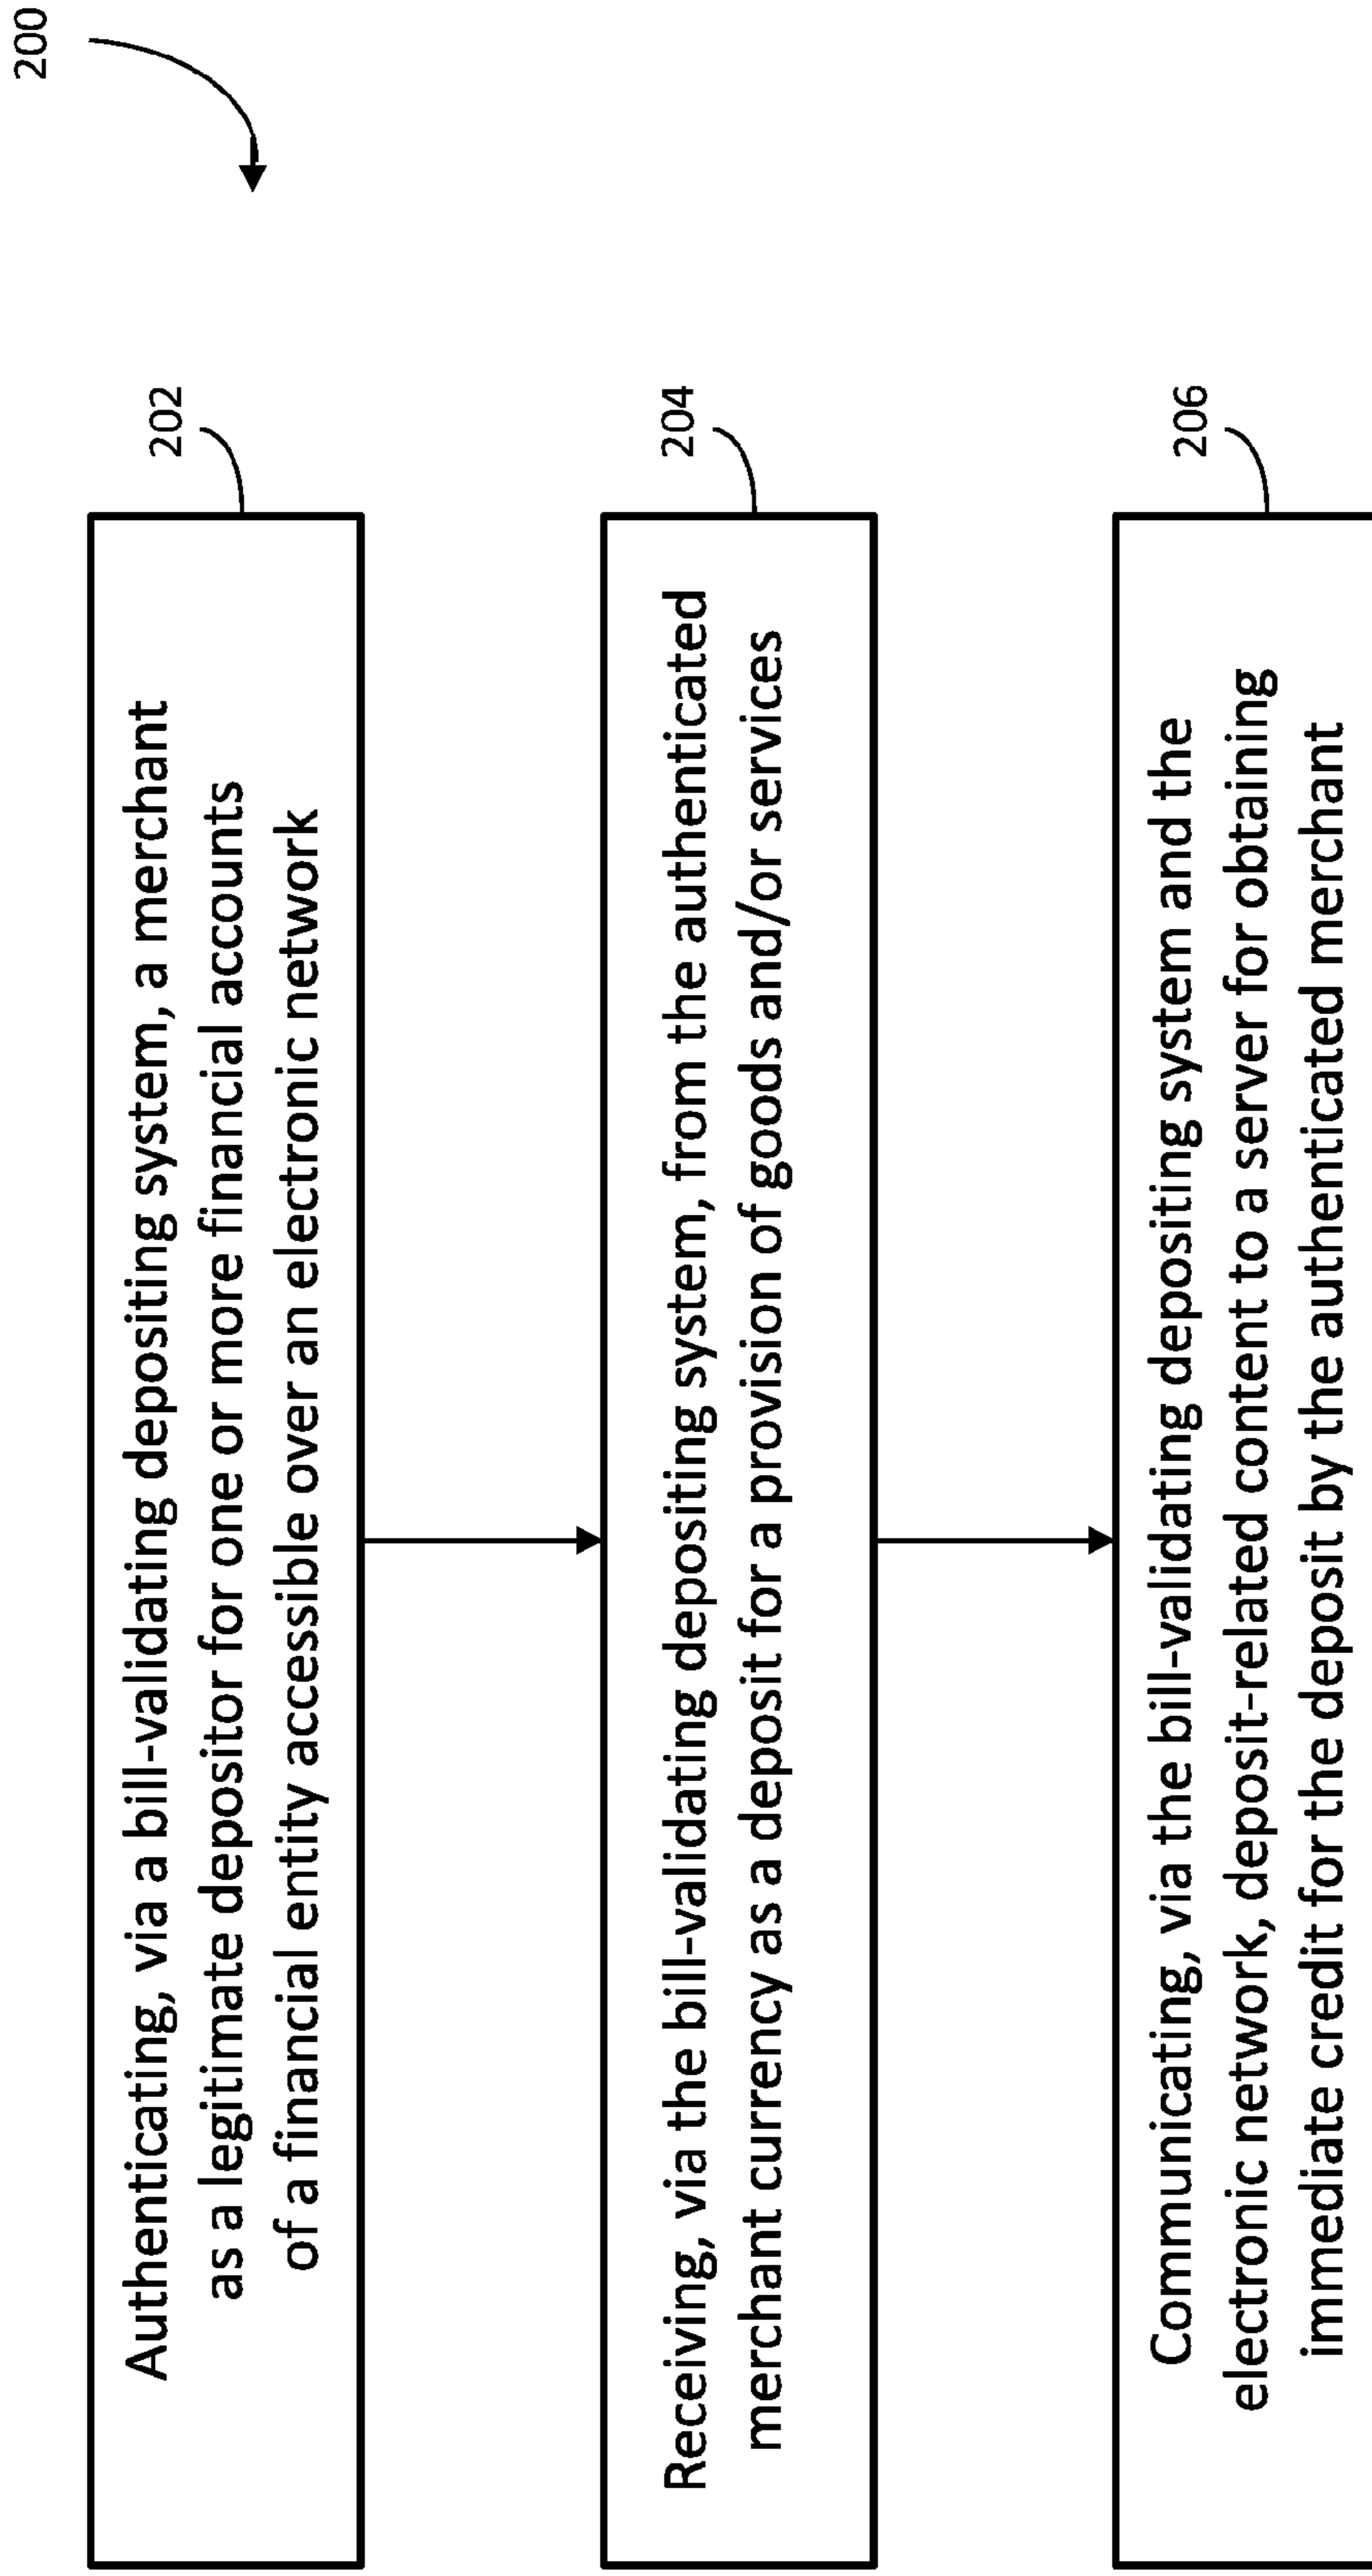 200
202
Authenticating, via a bill-validating depositing system, a merchant
as a legitimate depositor for one or more financial accounts
of a financial entity accessible over an electronic network
204
Receiving, via the bill-validating depositing system, from the authenticated
merchant currency as a deposit for a provision of goods and/or services
206
Communicating, via the bill-validating depositing system and the
electronic network, deposit-related content to a server for obtaining
immediate credit for the deposit by the authenticated merchant